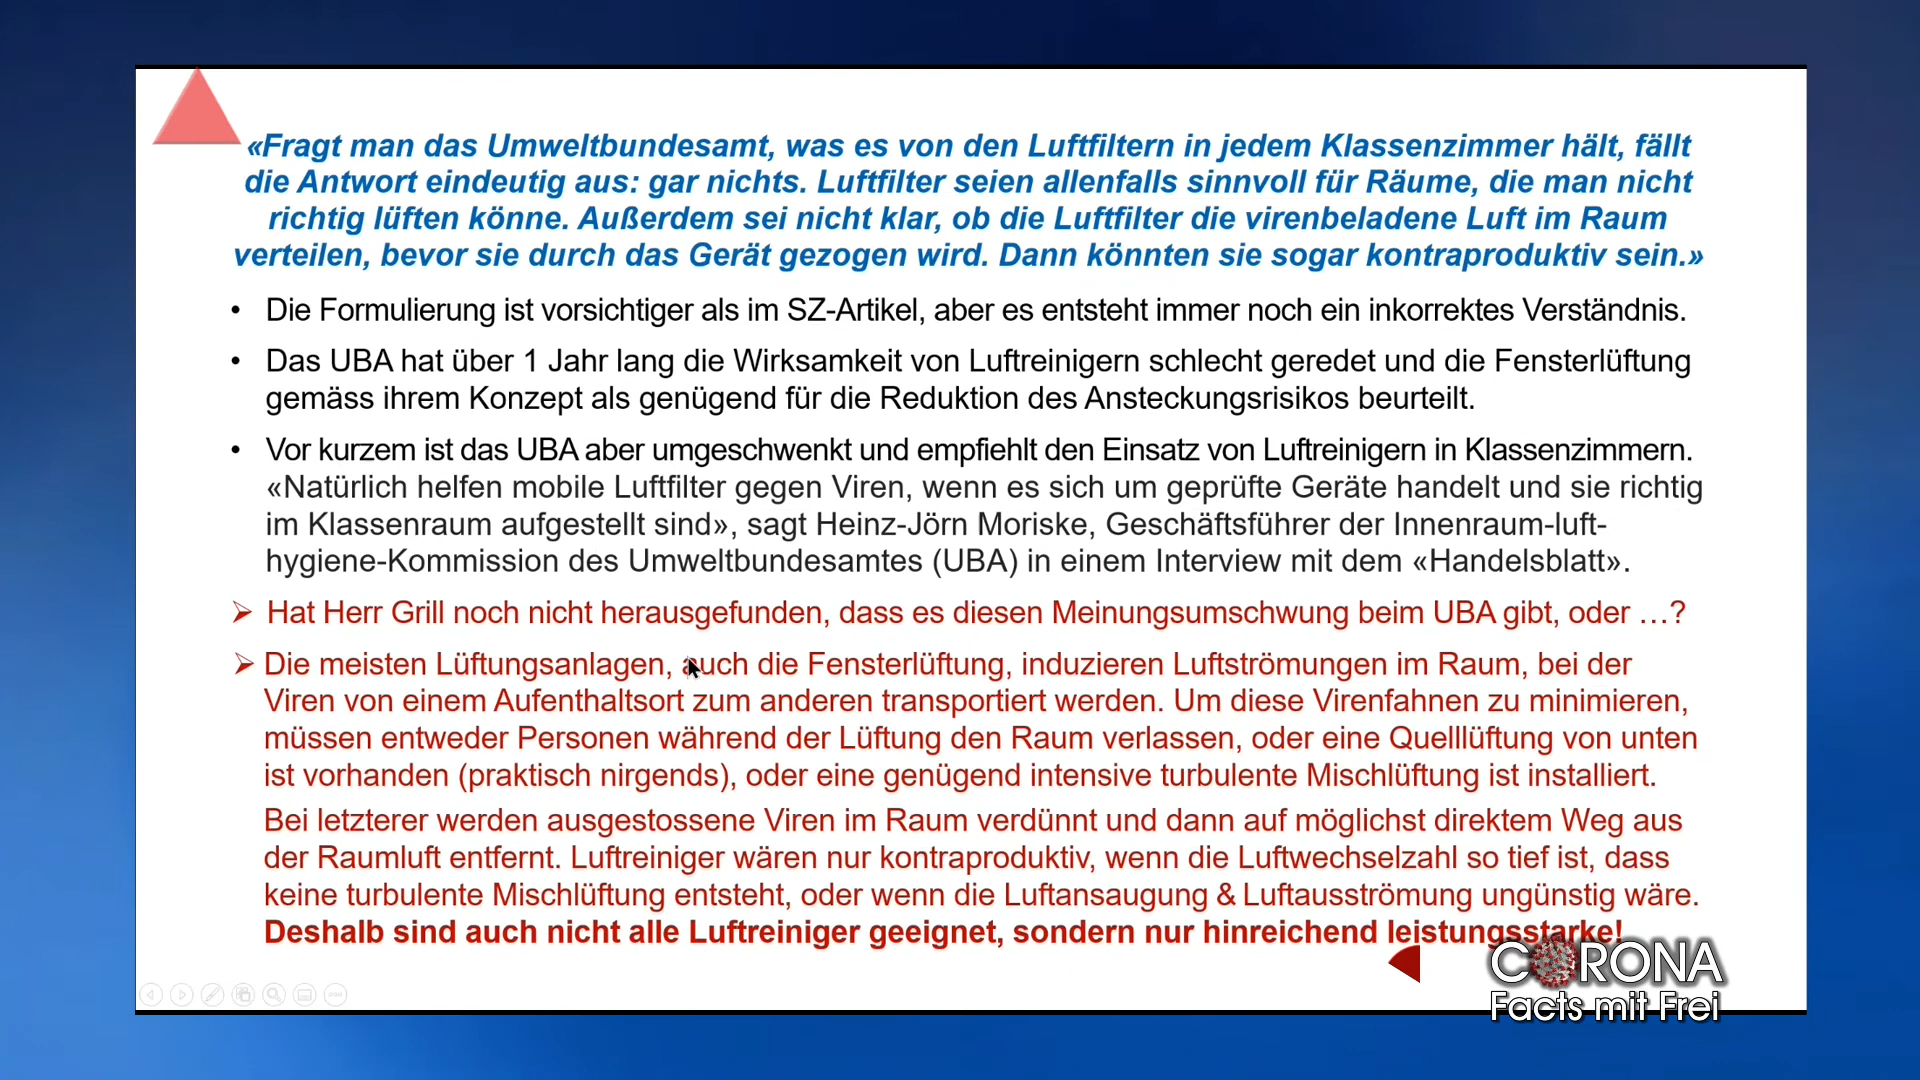 «Fragt man das Umweltbundesamt, was es von den Luftfiltern in jedem Klassenzimmer hält, fällt
die Antwort eindeutig aus: gar nichts. Luftfilter seien allenfalls sinnvoll für Räume, die man nicht
richtig lüften könne. Außerdem sei nicht klar, ob die Luftfilter die virenbeladene Luft im Raum
verteilen, bevor sie durch das Gerät gezogen wird. Dann könnten sie sogar kontraproduktiv sein.»
• Die Formulierung ist vorsichtiger als im SZ-Artikel, aber es entsteht immer noch ein inkorrektes Verständnis.
• Das UBA hat über 1 Jahr lang die Wirksamkeit von Luftreinigern schlecht geredet und die Fensterlüftung
gemäss ihrem Konzept als genügend für die Reduktion des Ansteckungsrisikos beurteilt.
• Vor kurzem ist das UBA aber umgeschwenkt und empfiehlt den Einsatz von Luftreinigern in Klassenzimmern.
«Natürlich helfen mobile Luftfilter gegen Viren, wenn es sich um geprüfte Geräte handelt und sie richtig
im Klassenraum aufgestellt sind», sagt Heinz-Jörn Moriske, Geschäftsführer der Innenraum-luft-
hygiene-Kommission des Umweltbundesamtes (UBA) in einem Interview mit dem «Handelsblatt».
➢ Hat Herr Grill noch nicht herausgefunden, dass es diesen Meinungsumschwung beim UBA gibt, oder …?
➢ Die meisten Lüftungsanlagen, auch die Fensterlüftung, induzieren Luftströmungen im Raum, bei der
Viren von einem Aufenthaltsort zum anderen transportiert werden. Um diese Virenfahnen zu minimieren,
müssen entweder Personen während der Lüftung den Raum verlassen, oder eine Quelllüftung von unten
ist vorhanden (praktisch nirgends), oder eine genügend intensive turbulente Mischlüftung ist installiert.
Bei letzterer werden ausgestossene Viren im Raum verdünnt und dann auf möglichst direktem Weg aus
der Raumluft entfernt. Luftreiniger wären nur kontraproduktiv, wenn die Luftwechselzahl so tief ist, dass
keine turbulente Mischlüftung entsteht, oder wenn die Luftansaugung & Luftausströmung ungünstig wäre.
Deshalb sind auch nicht alle Luftreiniger geeignet, sondern nur hinreichend leistungsstarke!
CORONA
Facts mit Frei